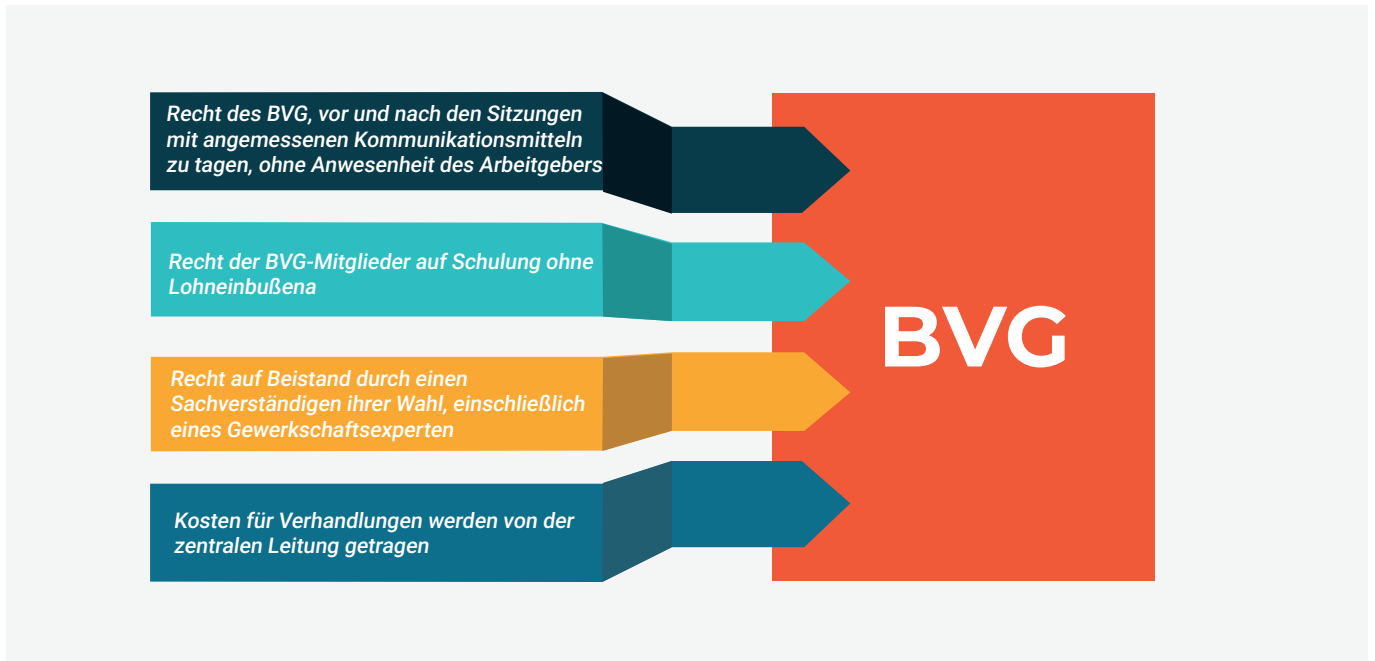 Recht des BVG, vor und nach den Sitzungen
mit angemessenen Kommunikationsmitteln
zu tagen, ohne Anwesenheit des Arbeitgebers
Recht der BVG-Mitglieder auf Schulung ohne
Lohneinbußena
Recht auf Beistand durch einen
Sachverständigen ihrer Wahl, einschließlich
eines Gewerkschaftsexperten
Kosten für Verhandlungen werden von der
zentralen Leitung getragen
BVG